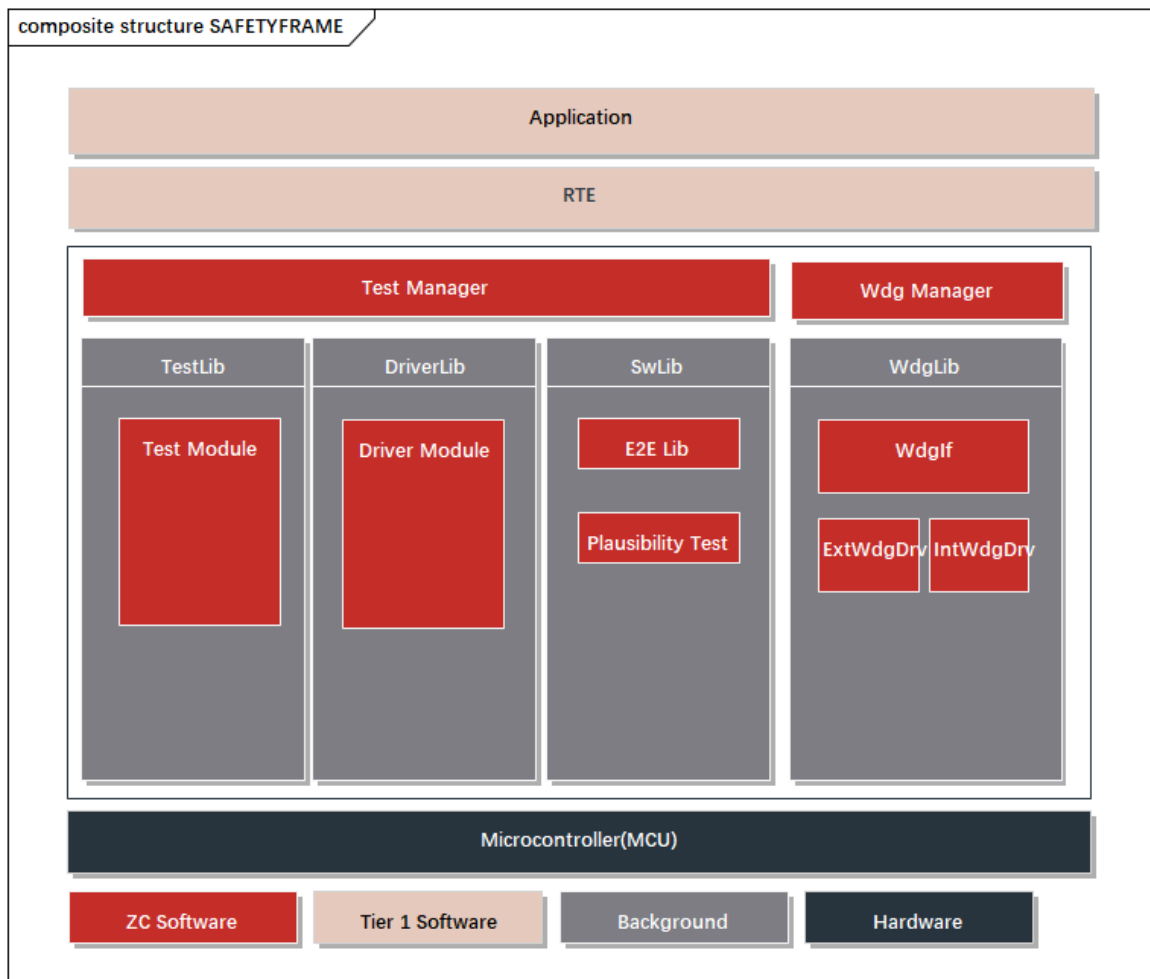 composite structure SAFETYFRAME
Application
RTE
Test Manager
Wdg Manager
TestLib
DriverLib
SwLib
WdgLib
Test Module
Driver Module
E2E Lib
WdgIf
Plausibility Test
ExtWdgDrv
IntWdgDrv
Microcontroller(MCU)
ZC Software
Tier 1 Software
Background
Hardware